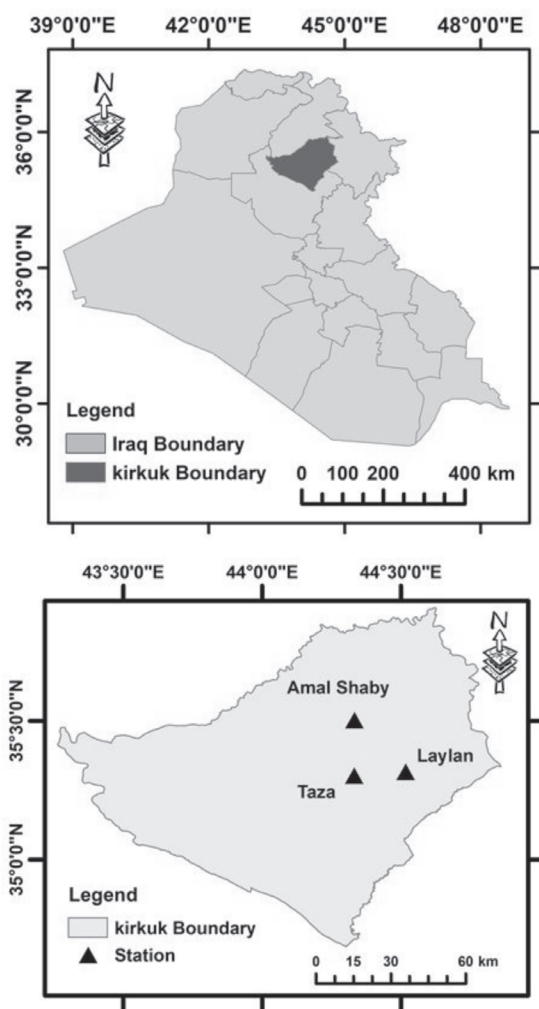 39°0'0"E 42°0'0"E 45°0'0"E 48°0'0"E
N
36°0'0"N
33°0'0"N
30°0'0"N
Legend
Iraq Boundary
kirkuk Boundary
0 100 200 400 km
43°30'0"E 44°0'0"E 44°30'0"E
N
Amal Shaby
35°30'0"N
Laylan
Taza
35°0'0"N
Legend
kirkuk Boundary
Station
0 15 30 60 km